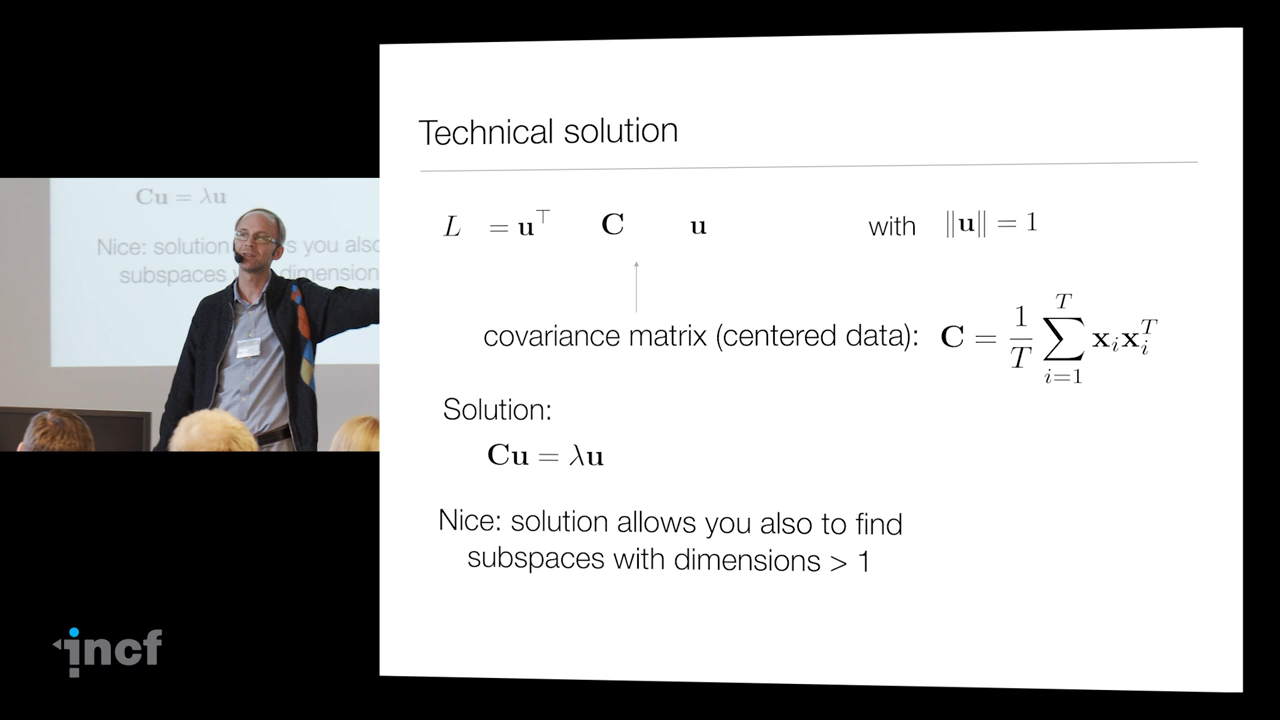 Technical solution
L = u⊤ C u with ‖u‖ = 1
covariance matrix (centered data): C = 1/T ∑_{i=1}^{T} x_i x_i^T
Solution:
Cu = λu
Nice: solution allows you also to find
subspaces with dimensions > 1
Cu = λu
Nice: solution s you also
subspaces dimension
incf